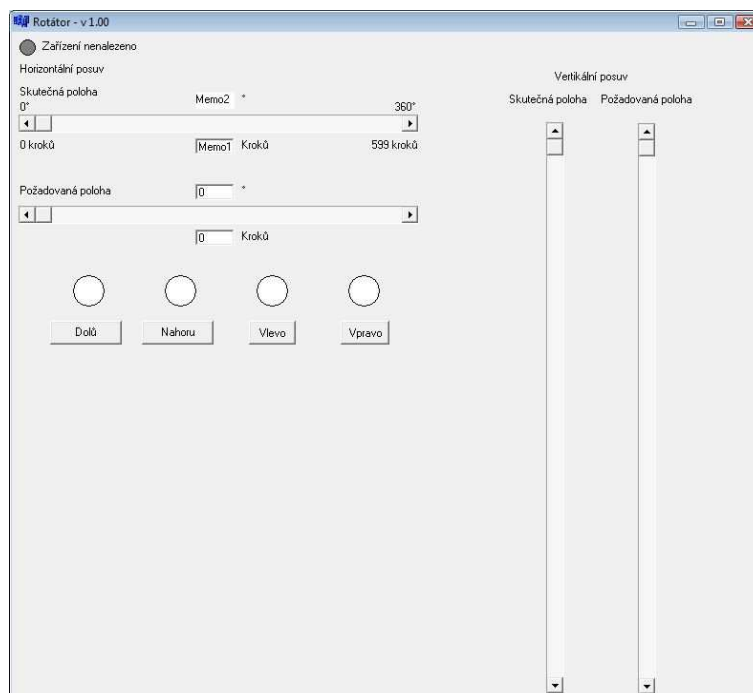 Rotátor - v 1.00
Zařízení nenalezeno
Horizontální posuv
Skutečná poloha
0° Memo2 ° 360°
0 kroků Memo1 Kroků 599 kroků
Požadovaná poloha 0 °
0 Kroků
Dolů Nahoru Vlevo Vpravo
Vertikální posuv
Skutečná poloha Požadovaná poloha